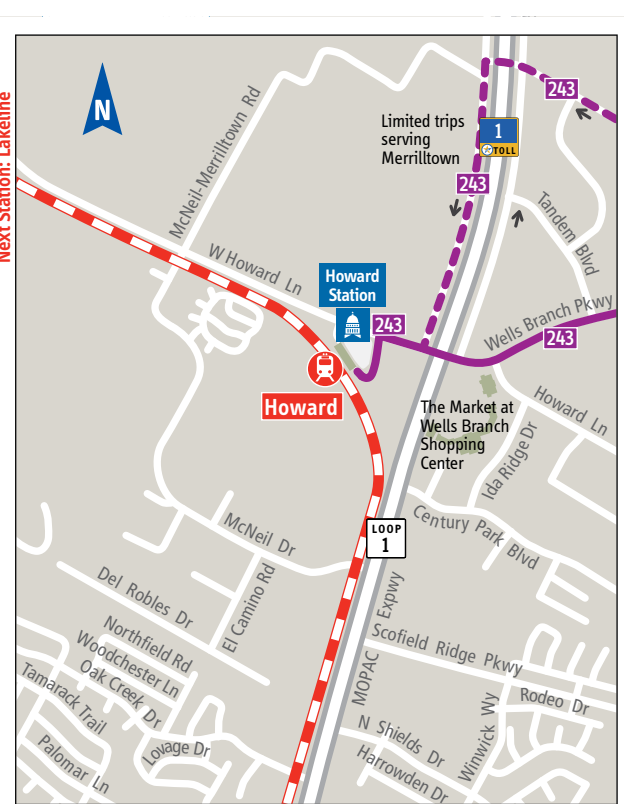 Next Station: Lakeline
N
McNeil-Merrilltown Rd
Limited trips
serving
Merrilltown
243
1
TOLL
243
Tandem Blvd
W Howard Ln
Howard
Station
243
Wells Branch Pkwy
243
Howard
The Market at
Wells Branch
Shopping
Center
Howard Ln
Ida Ridge Dr
Century Park Blvd
LOOP
1
McNeil Dr
El Camino Rd
Del Robles Dr
MOPAC Expwy
Scofield Ridge Pkwy
Northfield Rd
Woodchester Ln
Oak Creek Dr
Tamarack Trail
Palomar Ln
Lovage Dr
N Shields Dr
Harrowden Dr
Winwick Wy
Rodeo Dr